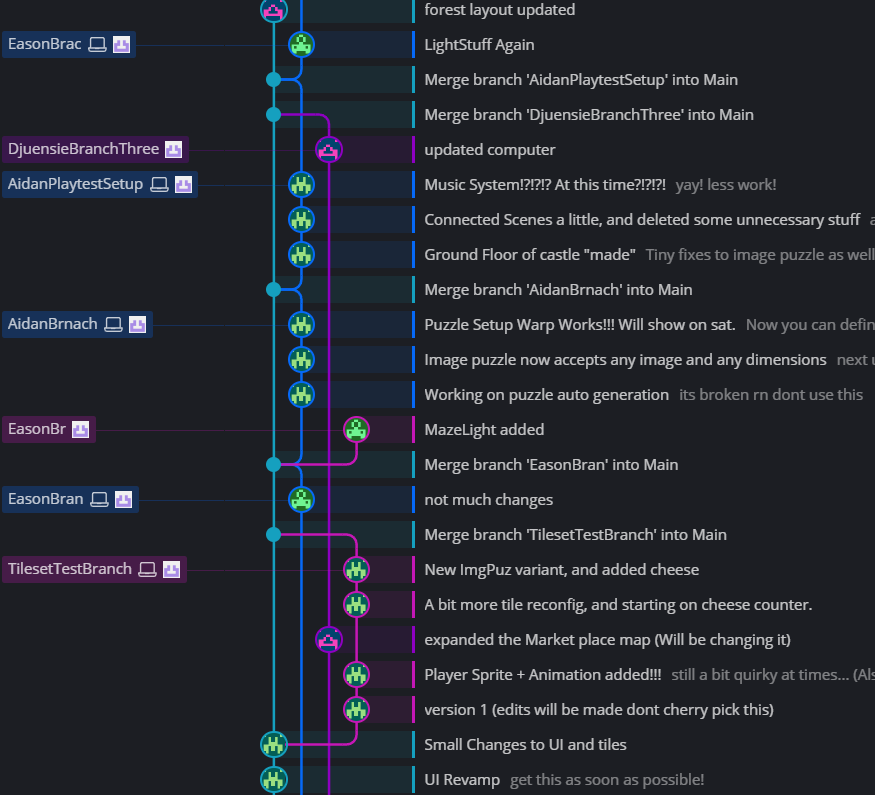 forest layout updated
EasonBrac LightStuff Again
Merge branch 'AidanPlaytestSetup' into Main
Merge branch 'DjuensieBranchThree' into Main
DjuensieBranchThree updated computer
AidanPlaytestSetup Music System!?!?!? At this time?!?!?! yay! less work!
Connected Scenes a little, and deleted some unnecessary stuff
Ground Floor of castle "made" Tiny fixes to image puzzle as well
Merge branch 'AidanBrnach' into Main
AidanBrnach Puzzle Setup Warp Works!!! Will show on sat. Now you can defin
Image puzzle now accepts any image and any dimensions next
Working on puzzle auto generation its broken rn dont use this
EasonBr MazeLight added
Merge branch 'EasonBran' into Main
EasonBran not much changes
Merge branch 'TilesetTestBranch' into Main
TilesetTestBranch New ImgPuz variant, and added cheese
A bit more tile reconfig, and starting on cheese counter.
expanded the Market place map (Will be changing it)
Player Sprite + Animation added!!! still a bit quirky at times... (Als
version 1 (edits will be made dont cherry pick this)
Small Changes to UI and tiles
UI Revamp get this as soon as possible!